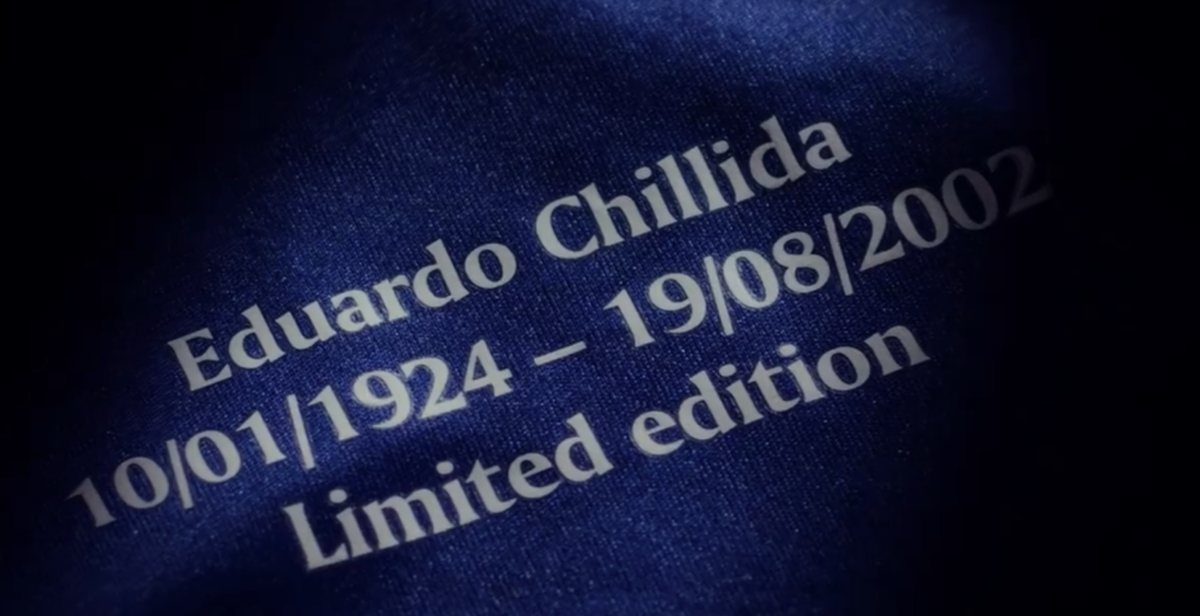 Eduardo Chillida
10/01/1924 – 19/08/2002
Limited edition